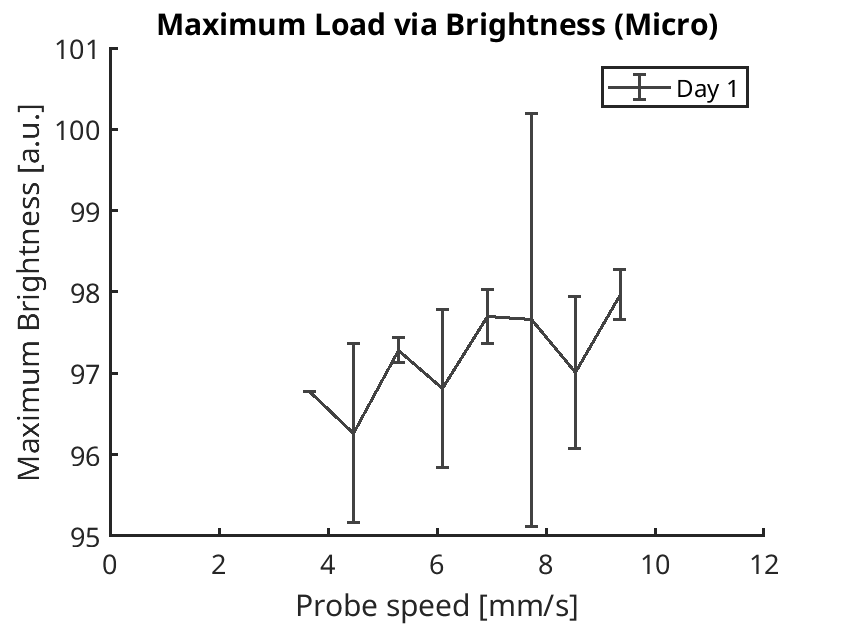 Maximum Load via Brightness (Micro)
Day 1
Maximum Brightness [a.u.]
101
100
99
98
97
96
95
0 2 4 6 8 10 12
Probe speed [mm/s]